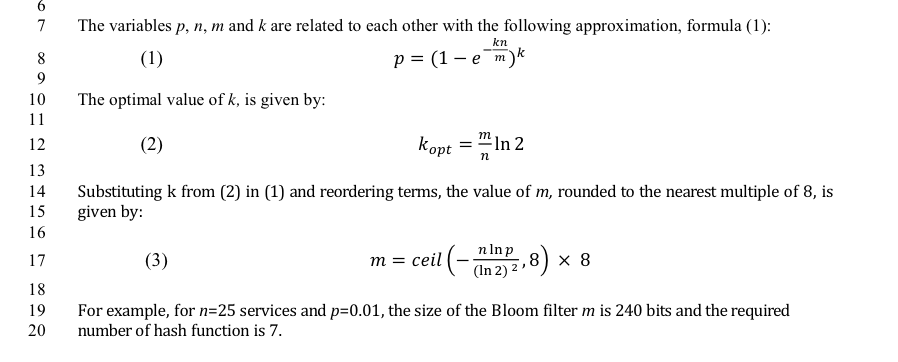 6
7 The variables p, n, m and k are related to each other with the following approximation, formula (1):
8 (1) p = (1 − e^{−\frac{kn}{m}})^k
9
10 The optimal value of k, is given by:
11
12 (2) k_{opt} = \frac{m}{n} ln 2
13
14 Substituting k from (2) in (1) and reordering terms, the value of m, rounded to the nearest multiple of 8, is
15 given by:
16
17 (3) m = ceil (−\frac{n ln p}{(ln 2)^2}, 8) × 8
18
19 For example, for n=25 services and p=0.01, the size of the Bloom filter m is 240 bits and the required
20 number of hash function is 7.